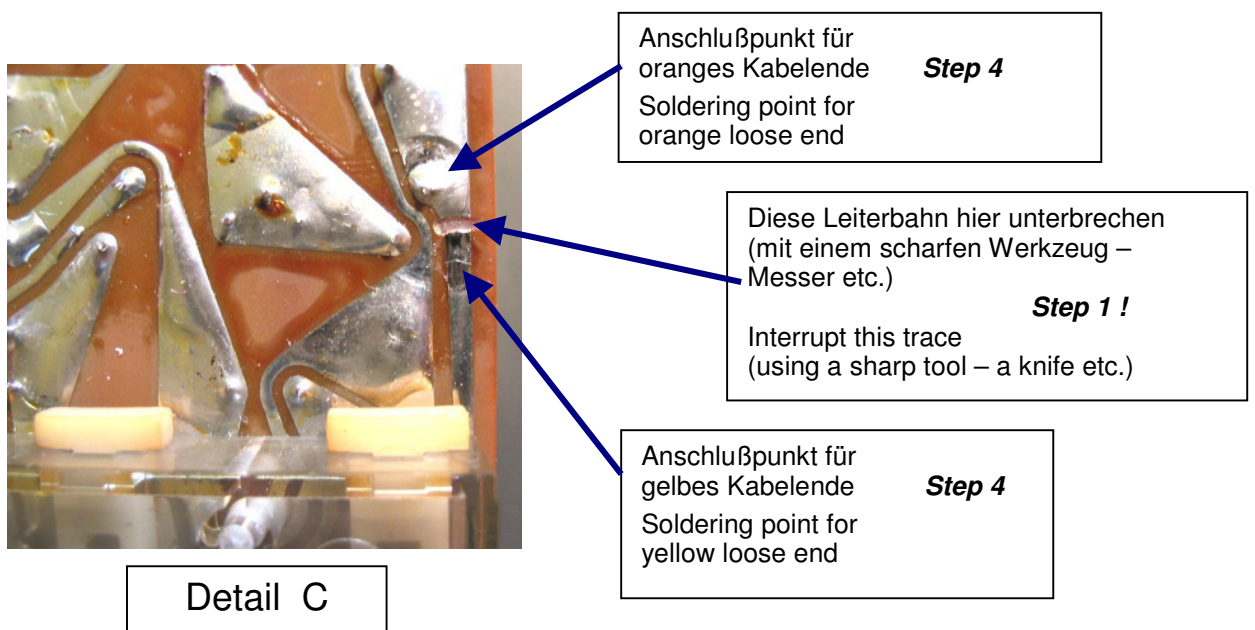 Anschlußpunkt für
oranges Kabelende Step 4
Soldering point for
orange loose end
Diese Leiterbahn hier unterbrechen
(mit einem scharfen Werkzeug –
Messer etc.)
Step 1 !
Interrupt this trace
(using a sharp tool – a knife etc.)
Anschlußpunkt für
gelbes Kabelende Step 4
Soldering point for
yellow loose end
Detail C